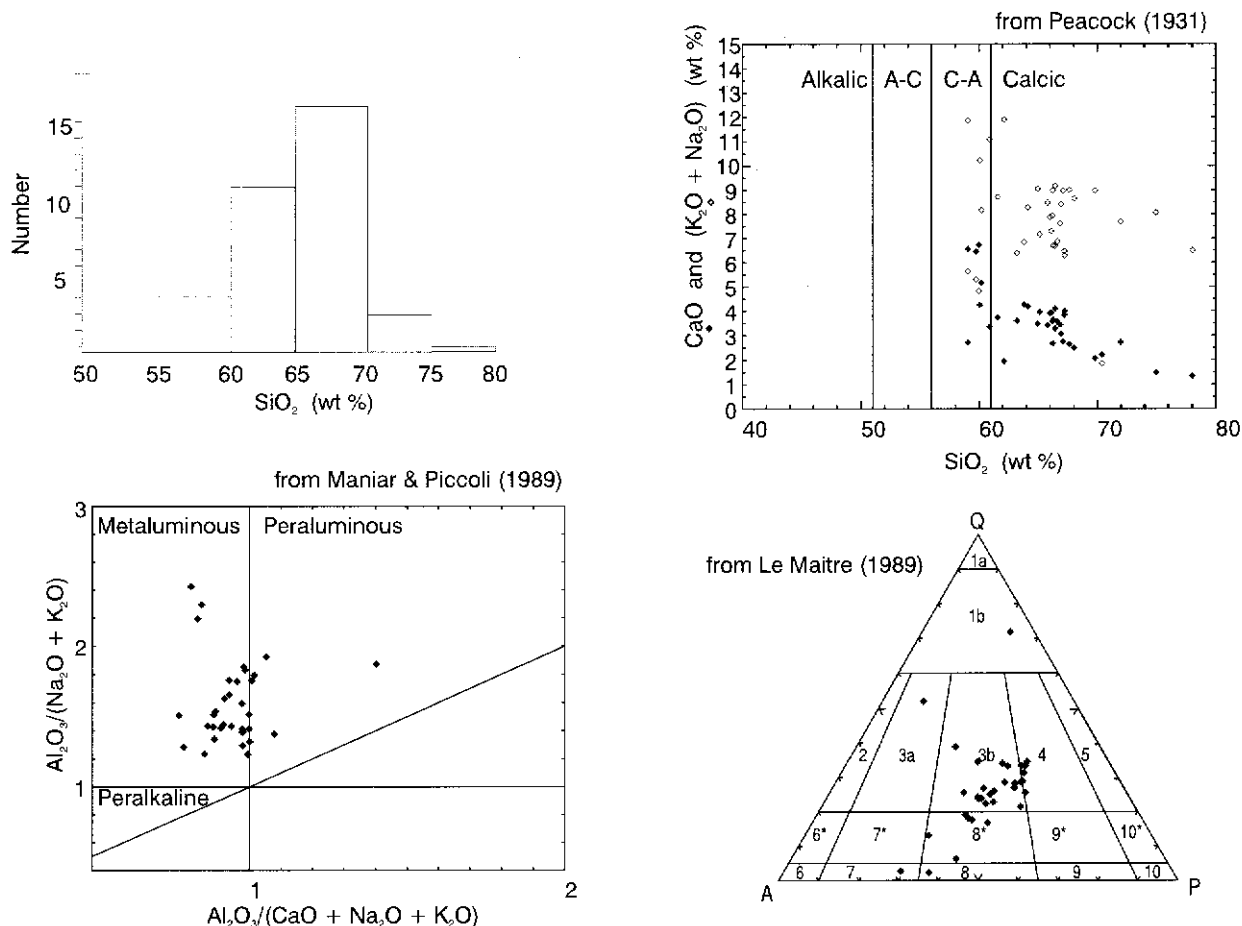 15
10
5
Number
50 55 60 65 70 75 80
SiO₂ (wt %)
from Peacock (1931)
15
14
13
12
11
10
9
8
7
6
5
4
3
2
1
0
CaO and (K₂O + Na₂O) (wt %)
Alkalic A-C C-A Calcic
40 50 60 70 80
SiO₂ (wt %)
from Maniar & Piccoli (1989)
3
2
1
Al₂O₃/(Na₂O + K₂O)
Metaluminous Peraluminous
Peralkaline
1 2
Al₂O₃/(CaO + Na₂O + K₂O)
from Le Maitre (1989)
Q
1a
1b
2 3a 3b 4 5
6* 7* 8* 9* 10*
6 7 8 9 10
A P